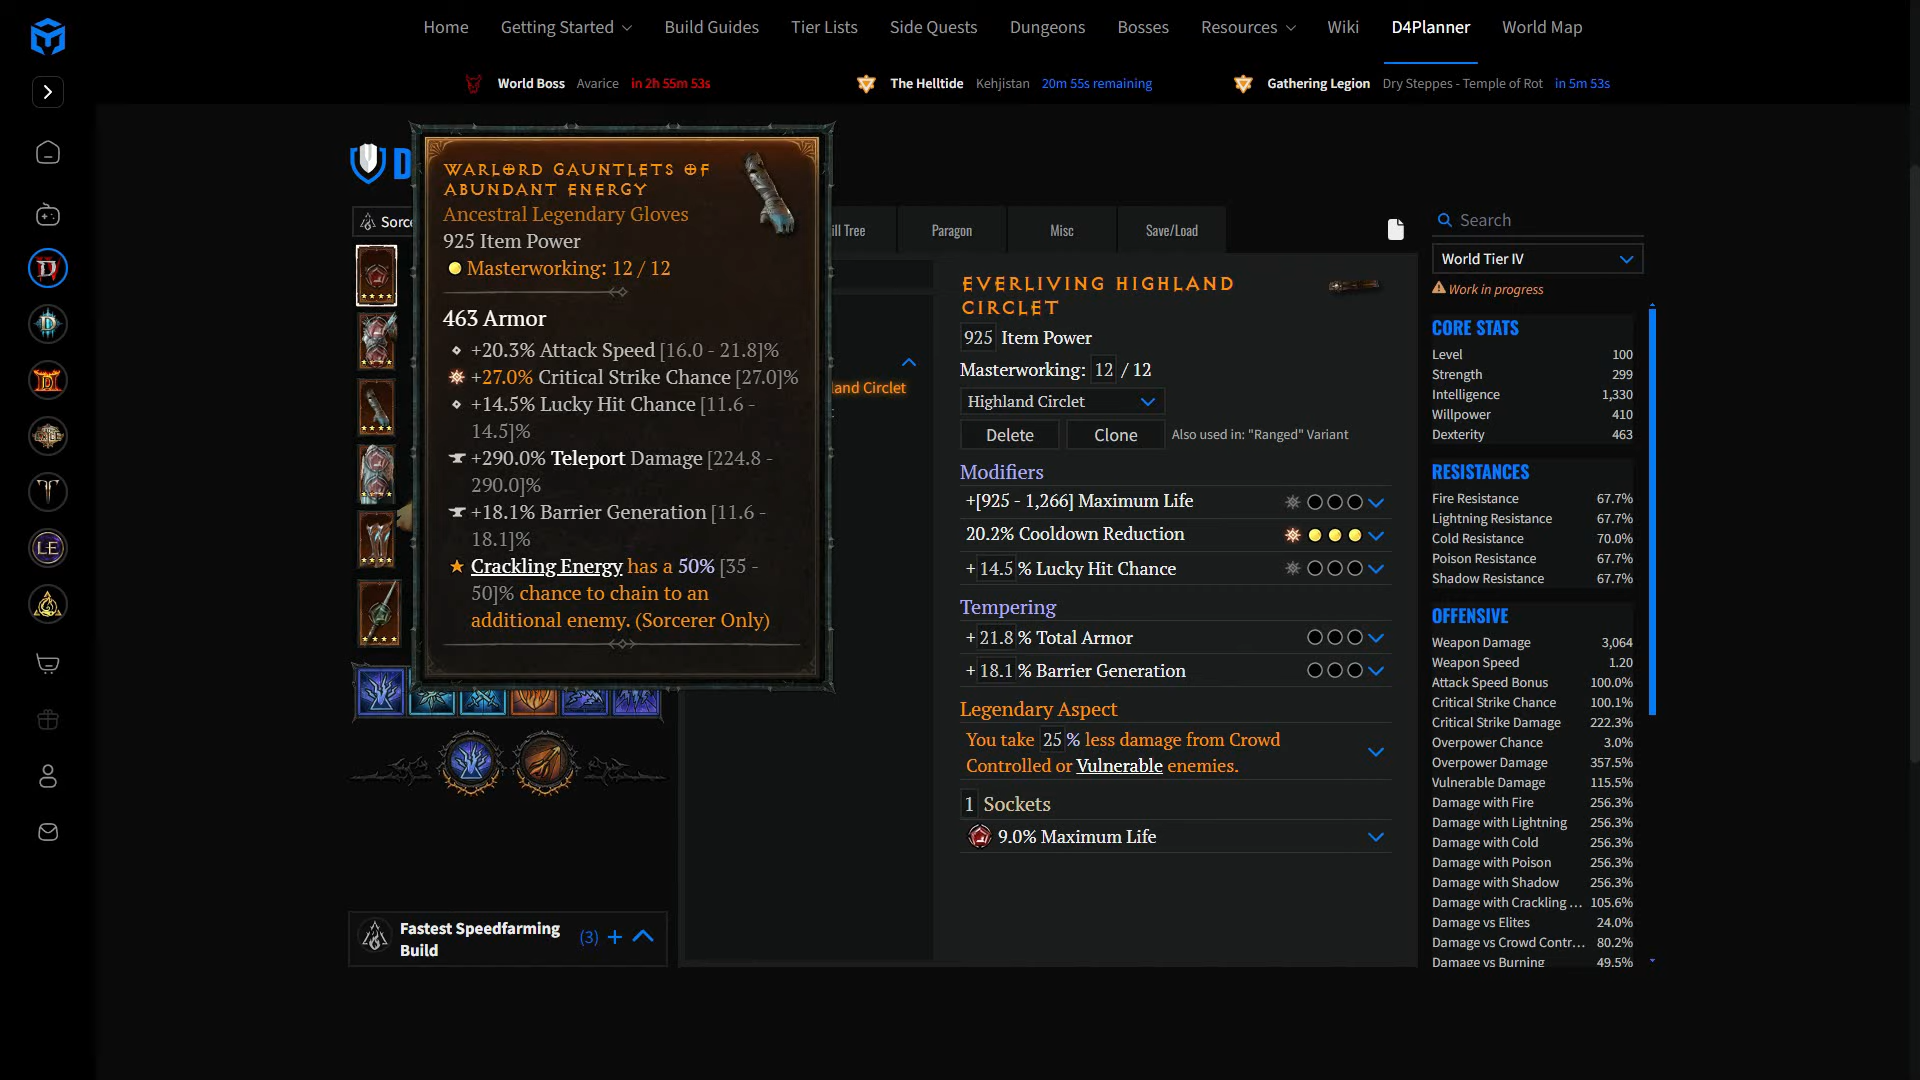 Home
Getting Started
Build Guides
Tier Lists
Side Quests
Dungeons
Bosses
Resources
Wiki
D4Planner
World Map
World Boss Avarice in 2h 55m 53s
The Helltide Kehjistan 20m 55s remaining
Gathering Legion Dry Steppes - Temple of Rot in 5m 53s
D
Sorce
WARLORD GAUNTLETS OF
ABUNDANT ENERGY
Ancestral Legendary Gloves
925 Item Power
Masterworking: 12 / 12
463 Armor
+20.3% Attack Speed [16.0 - 21.8]%
+27.0% Critical Strike Chance [27.0]%
+14.5% Lucky Hit Chance [11.6 -
14.5]%
+290.0% Teleport Damage [224.8 -
290.0]%
+18.1% Barrier Generation [11.6 -
18.1]%
Crackling Energy has a 50% [35 -
50]% chance to chain to an
additional enemy. (Sorcerer Only)
ill Tree
Paragon
Misc
Save/Load
land Circlet
EVERLIVING HIGHLAND
CIRCLET
925 Item Power
Masterworking: 12 / 12
Highland Circlet
Delete
Clone
Also used in: "Ranged" Variant
Modifiers
+[925 - 1,266] Maximum Life
20.2% Cooldown Reduction
+ 14.5 % Lucky Hit Chance
Tempering
+ 21.8 % Total Armor
+ 18.1 % Barrier Generation
Legendary Aspect
You take 25 % less damage from Crowd
Controlled or Vulnerable enemies.
1 Sockets
9.0% Maximum Life
Search
World Tier IV
Work in progress
CORE STATS
Level 100
Strength 299
Intelligence 1,330
Willpower 410
Dexterity 463
RESISTANCES
Fire Resistance 67.7%
Lightning Resistance 67.7%
Cold Resistance 70.0%
Poison Resistance 67.7%
Shadow Resistance 67.7%
OFFENSIVE
Weapon Damage 3,064
Weapon Speed 1.20
Attack Speed Bonus 100.0%
Critical Strike Chance 100.1%
Critical Strike Damage 222.3%
Overpower Chance 3.0%
Overpower Damage 357.5%
Vulnerable Damage 115.5%
Damage with Fire 256.3%
Damage with Lightning 256.3%
Damage with Cold 256.3%
Damage with Poison 256.3%
Damage with Shadow 256.3%
Damage with Crackling ... 105.6%
Damage vs Elites 24.0%
Damage vs Crowd Contr... 80.2%
Damage vs Burning 49.5%
Fastest Speedfarming
Build
(3)
LE